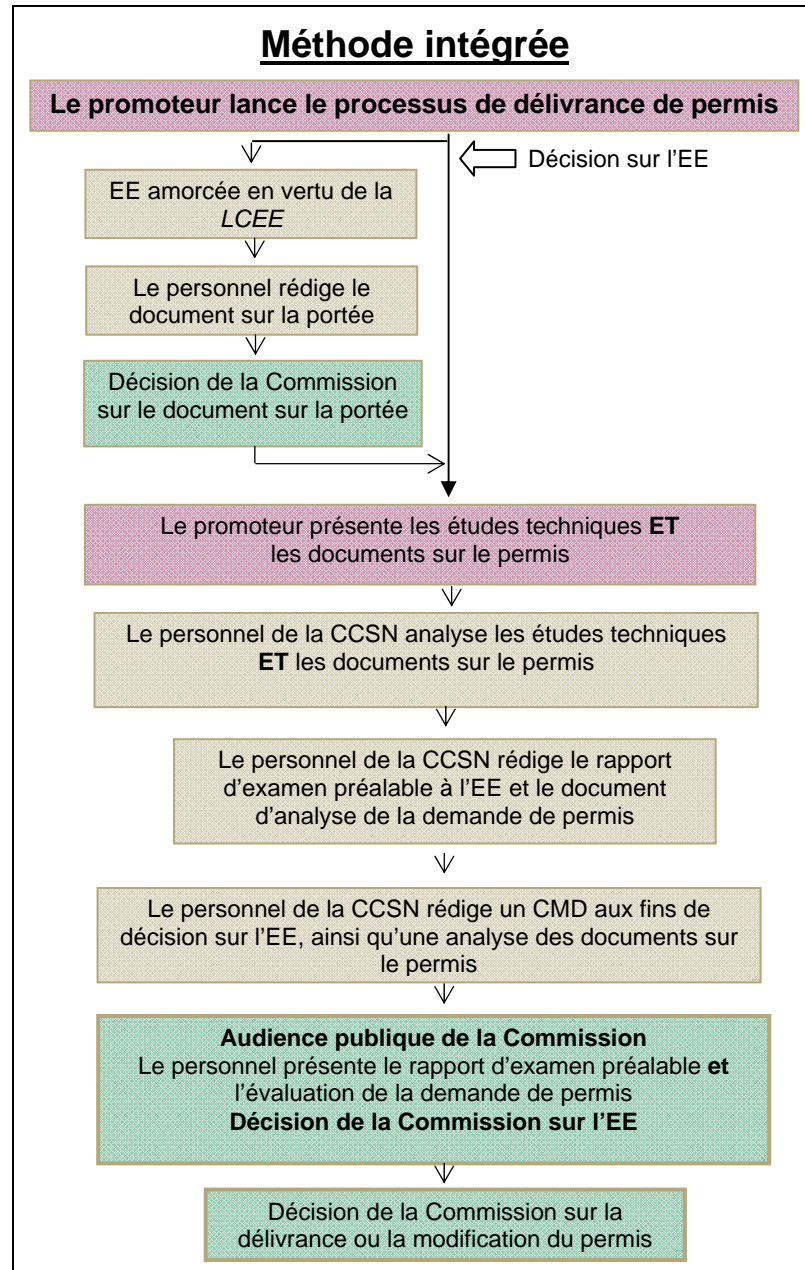 Méthode intégrée
Le promoteur lance le processus de délivrance de permis
Décision sur l'EE
EE amorcée en vertu de la
LCEE
Le personnel rédige le
document sur la portée
Décision de la Commission
sur le document sur la portée
Le promoteur présente les études techniques ET
les documents sur le permis
Le personnel de la CCSN analyse les études techniques
ET les documents sur le permis
Le personnel de la CCSN rédige le rapport
d'examen préalable à l'EE et le document
d'analyse de la demande de permis
Le personnel de la CCSN rédige un CMD aux fins de
décision sur l'EE, ainsi qu'une analyse des documents sur
le permis
Audience publique de la Commission
Le personnel présente le rapport d'examen préalable et
l'évaluation de la demande de permis
Décision de la Commission sur l'EE
Décision de la Commission sur la
délivrance ou la modification du permis